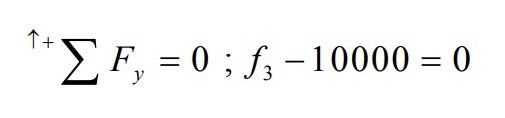 ↑+ ∑ F_y = 0 ; f_3 − 10000 = 0